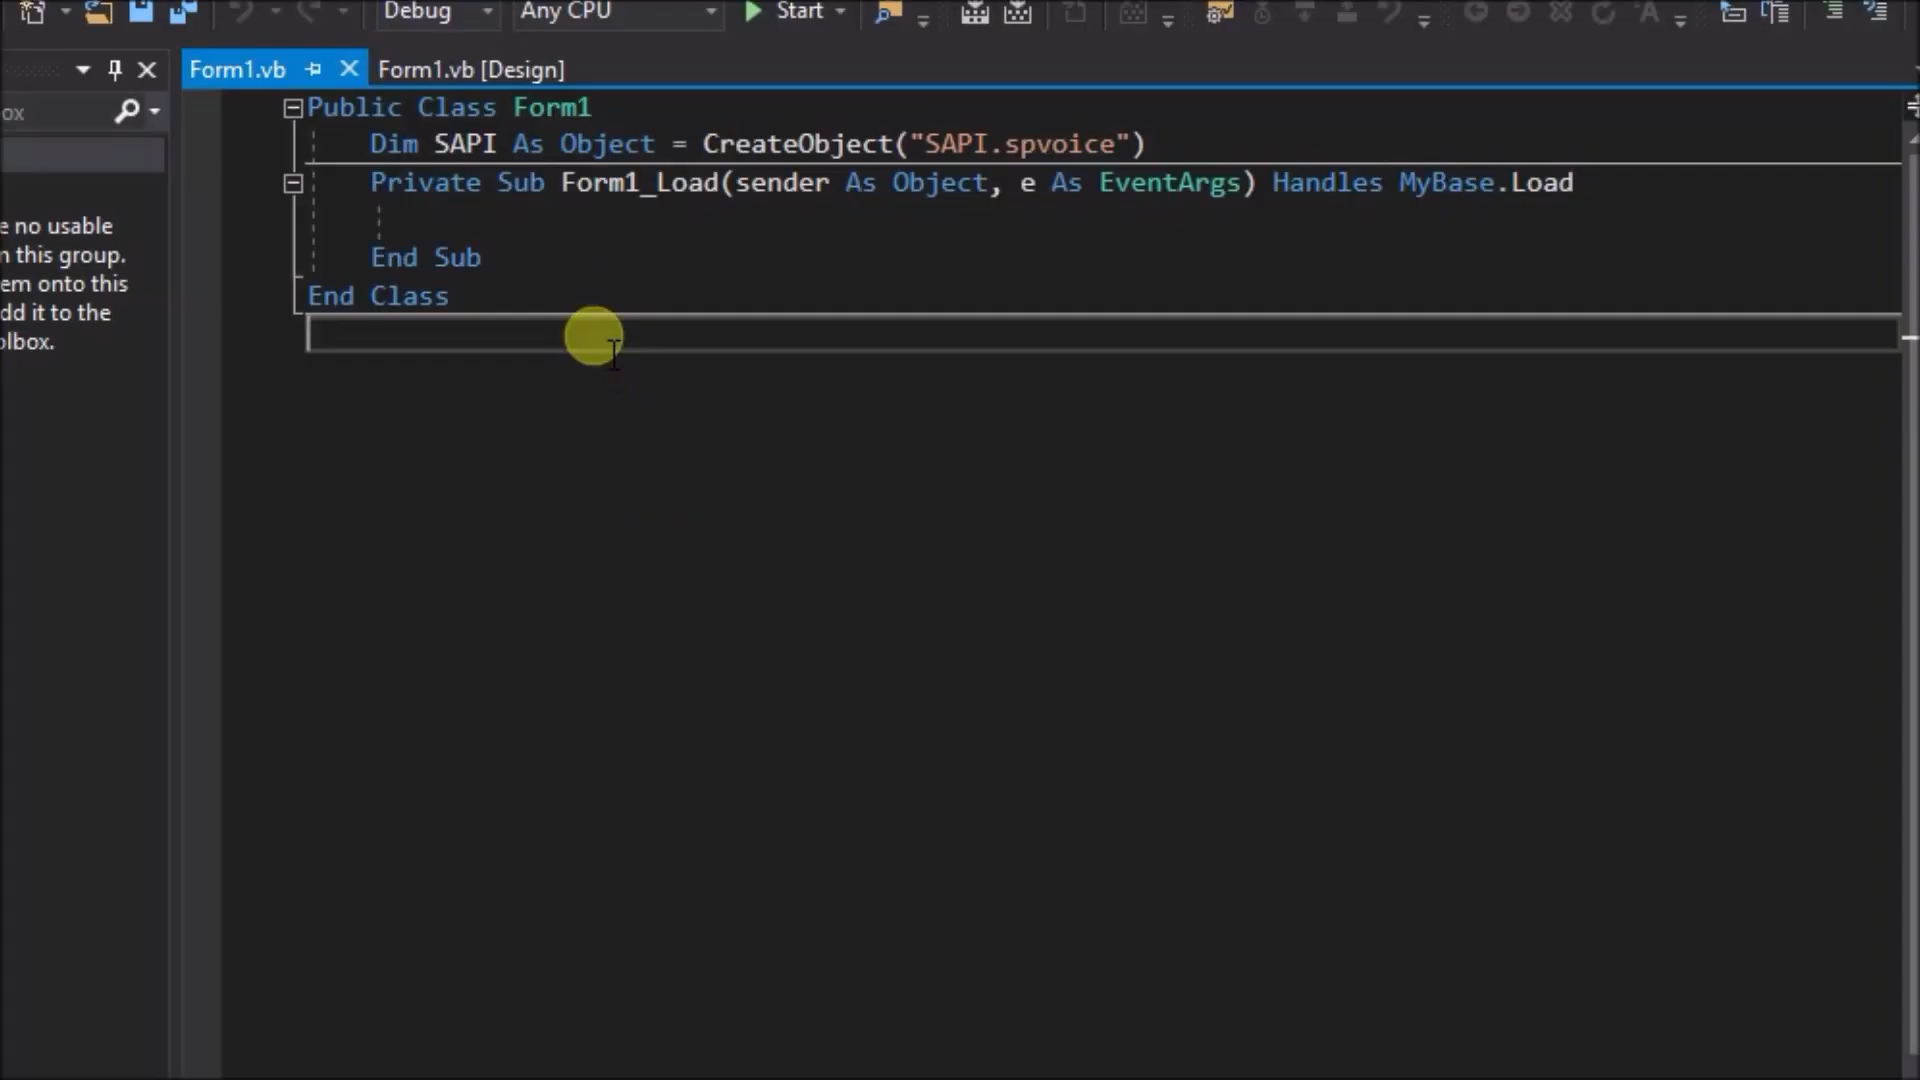 Debug Any CPU Start
Form1.vb Form1.vb [Design]
ox
e no usable
n this group.
em onto this
dd it to the
olbox.
Public Class Form1
Dim SAPI As Object = CreateObject("SAPI.spvoice")
Private Sub Form1_Load(sender As Object, e As EventArgs) Handles MyBase.Load
End Sub
End Class